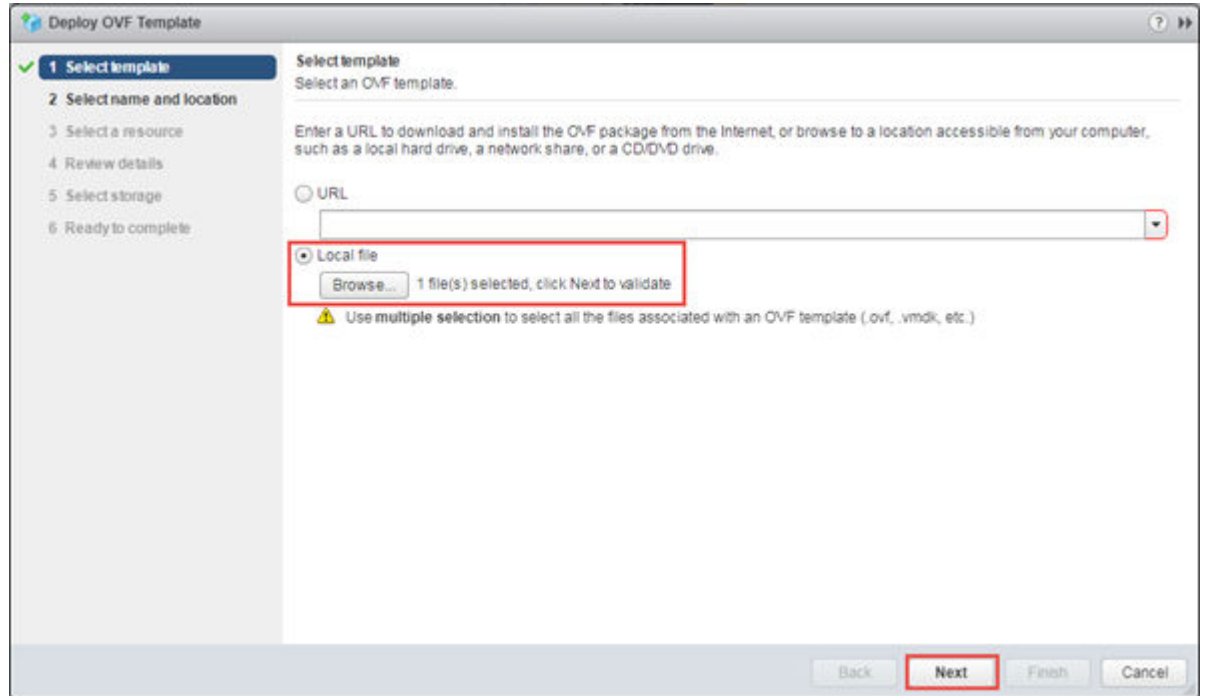 Deploy OVF Template
1 Select template
2 Select name and location
3 Select a resource
4 Review details
5 Select storage
6 Ready to complete
Select template
Select an OVF template.
Enter a URL to download and install the OVF package from the Internet, or browse to a location accessible from your computer,
such as a local hard drive, a network share, or a CD/DVD drive.
URL
Local file
Browse... 1 file(s) selected, click Next to validate
Use multiple selection to select all the files associated with an OVF template (.ovf, .vmdk, etc.)
Back Next Finish Cancel